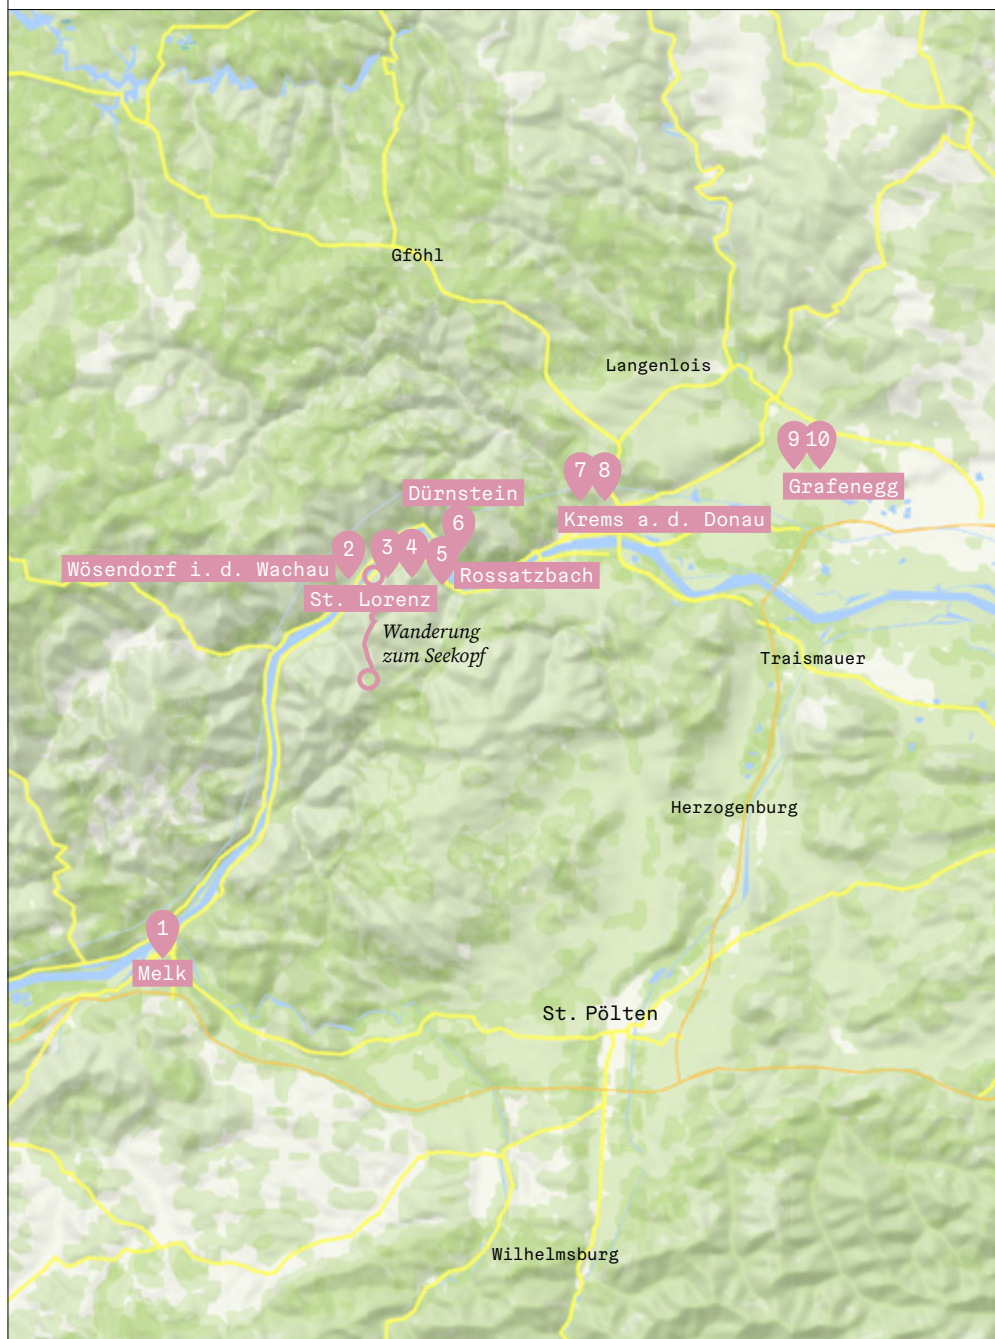 Gföhl
Langenlois
9 10
Grafenegg
7 8
Krems a. d. Donau
Dürnstein
6
2
3 4
5
Wösendorf i. d. Wachau
Rossatzbach
St. Lorenz
Wanderung
zum Seekopf
Traismauer
Herzogenburg
1
Melk
St. Pölten
Wilhelmsburg